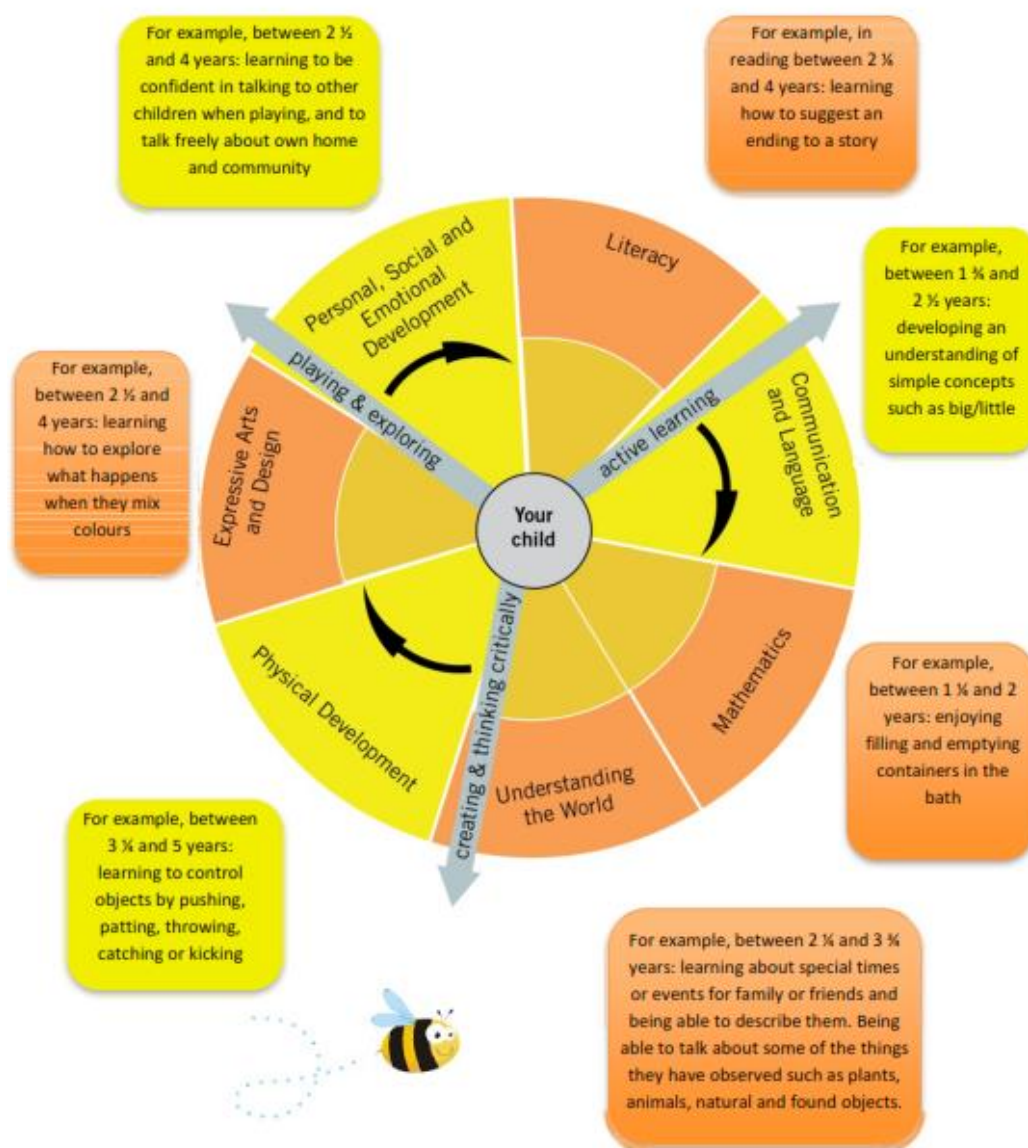 For example, between 2 ½
and 4 years: learning to be
confident in talking to other
children when playing, and to
talk freely about own home
and community
For example, in
reading between 2 ¼
and 4 years: learning
how to suggest an
ending to a story
For example,
between 1 ¾ and
2 ½ years:
developing an
understanding of
simple concepts
such as big/little
For example,
between 2 ½ and
4 years: learning
how to explore
what happens
when they mix
colours
Personal, Social and
Emotional
Development
Literacy
Communication
and Language
Mathematics
Understanding
the World
Physical Development
Expressive Arts
and Design
playing & exploring
active learning
creating & thinking critically
Your
child
For example,
between 1 ¼ and 2
years: enjoying
filling and emptying
containers in the
bath
For example, between
3 ¼ and 5 years:
learning to control
objects by pushing,
patting, throwing,
catching or kicking
For example, between 2 ¼ and 3 ¾
years: learning about special times
or events for family or friends and
being able to describe them. Being
able to talk about some of the things
they have observed such as plants,
animals, natural and found objects.